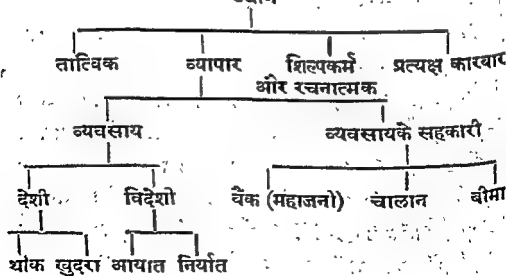 तात्विक व्यापार शिल्पकर्म प्रत्यक्ष कारबार
और रचनात्मक
व्यवसाय व्यवसायके सहकारी
देशी विदेशी बैंक (महाजनो) चालान बीमा
थोक खुदरा आयात निर्यात